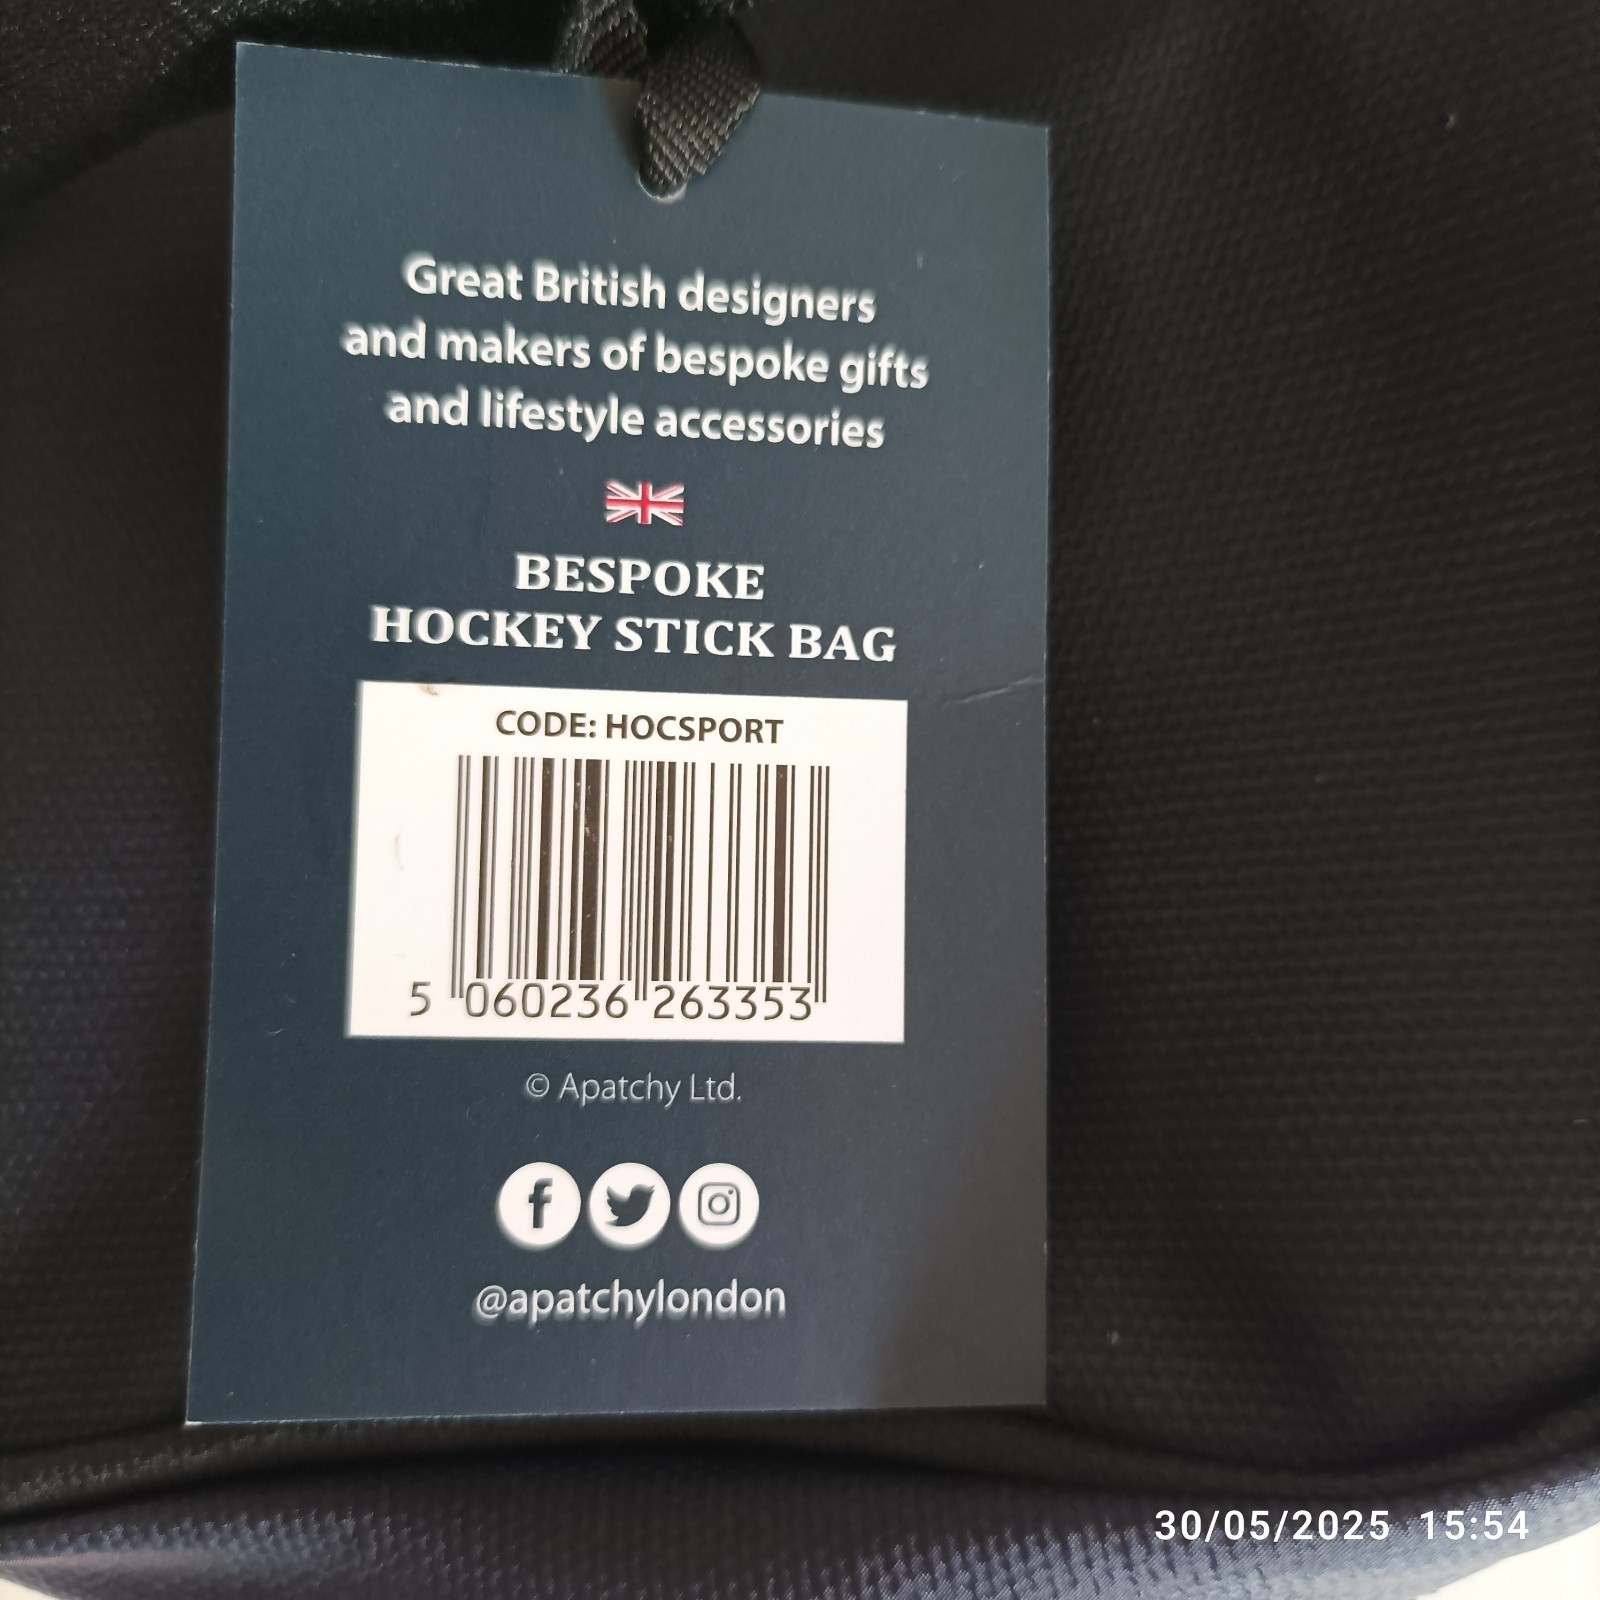 Great British designers
and makers of bespoke gifts
and lifestyle accessories
BESPOKE
HOCKEY STICK BAG
CODE: HOCSPORT
5 060236 263353
© Apatchy Ltd.
@apatchylondon
30/05/2025 15:54